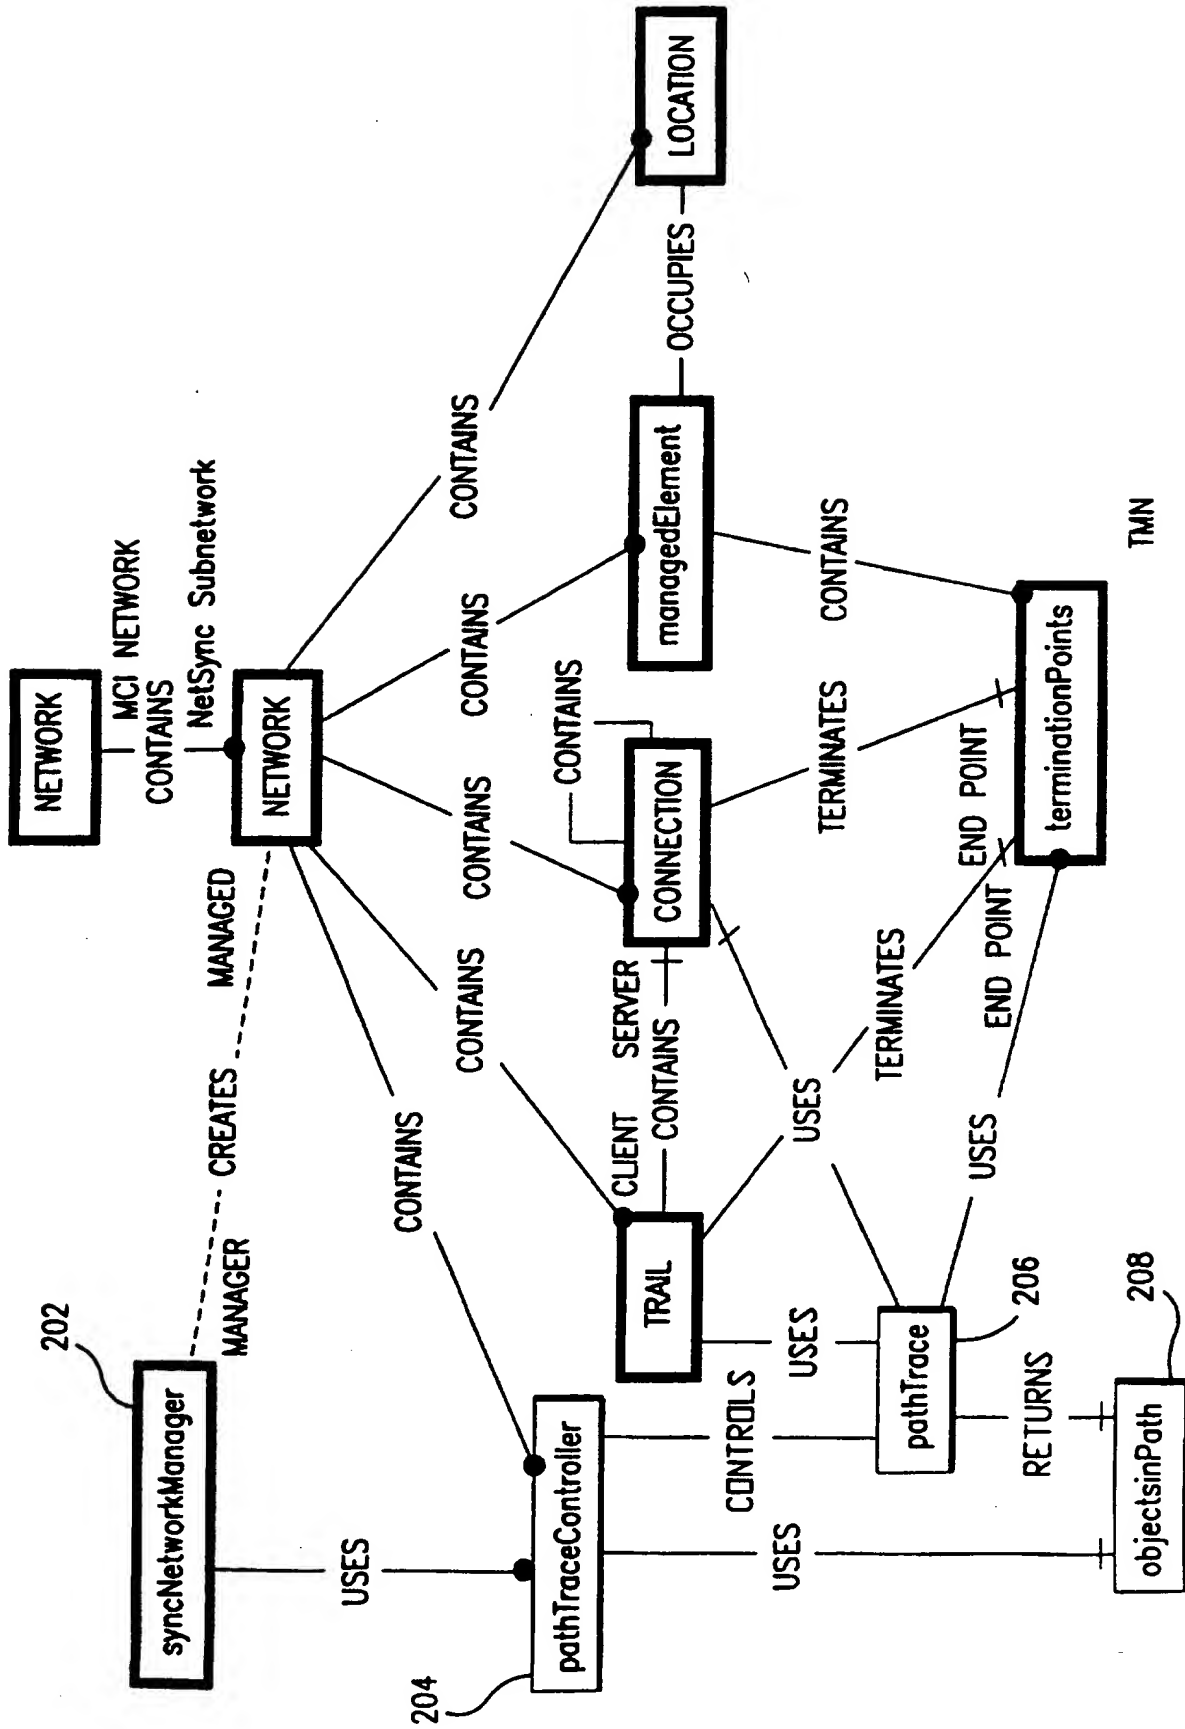 NETWORK
MCI NETWORK
CONTAINS
NetSync Subnetwork
202
syncNetworkManager
MANAGER
CREATES
MANAGED
NETWORK
USES
CONTAINS
CONTAINS
CONTAINS
CONTAINS
CONTAINS
204
pathTraceController
TRAIL
CLIENT
SERVER
CONTAINS
CONNECTION
CONTAINS
managedElement
OCCUPIES
LOCATION
CONTROLS
USES
USES
USES
TERMINATES
TERMINATES
CONTAINS
pathTrace
206
USES
END POINT
END POINT
RETURNS
objectsinPath
208
terminationPoints
TMN